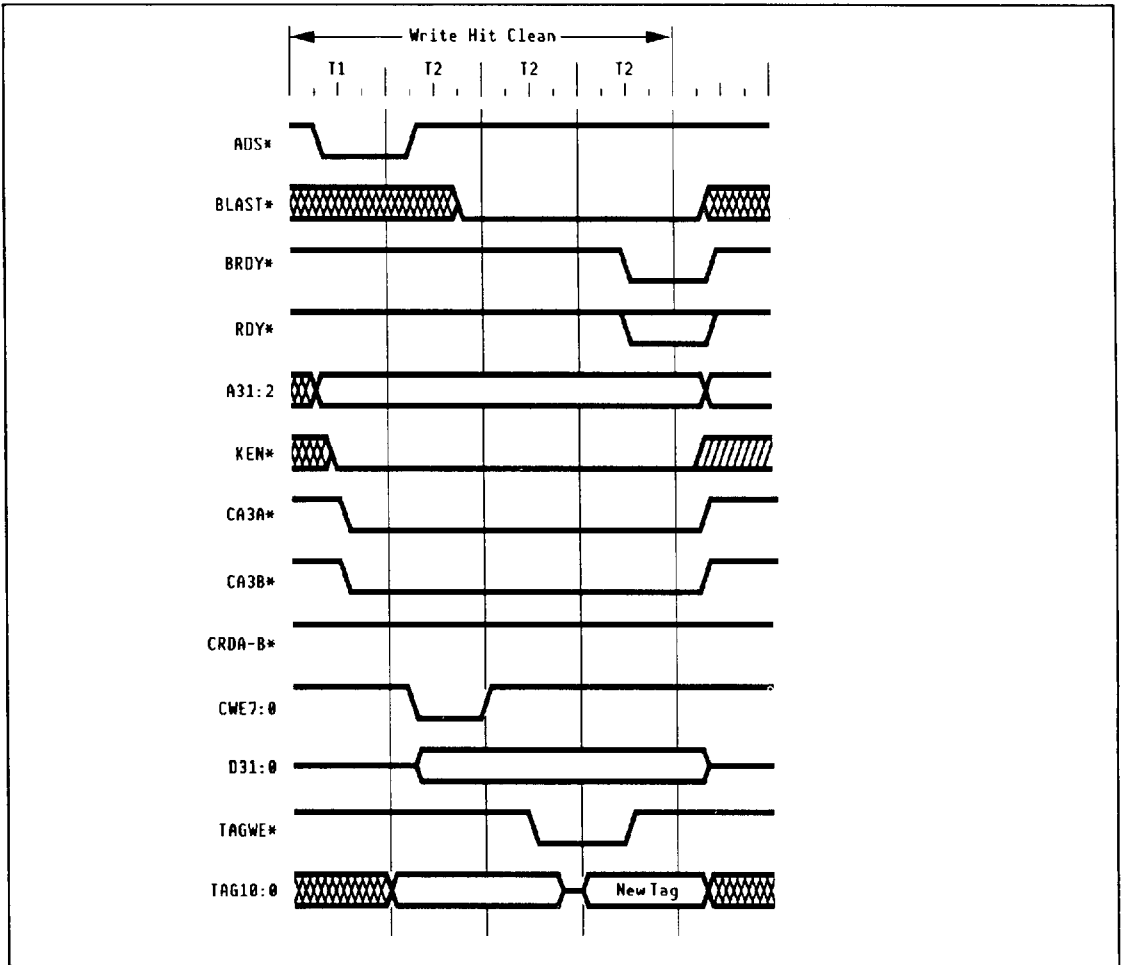 Write Hit Clean
T1 T2 T2 T2
ADS*
BLAST*
BRDY*
RDY*
A31:2
KEN*
CA3A*
CA3B*
CRDA-B*
CWE7:0
D31:0
TAGWE*
TAG10:0 New Tag